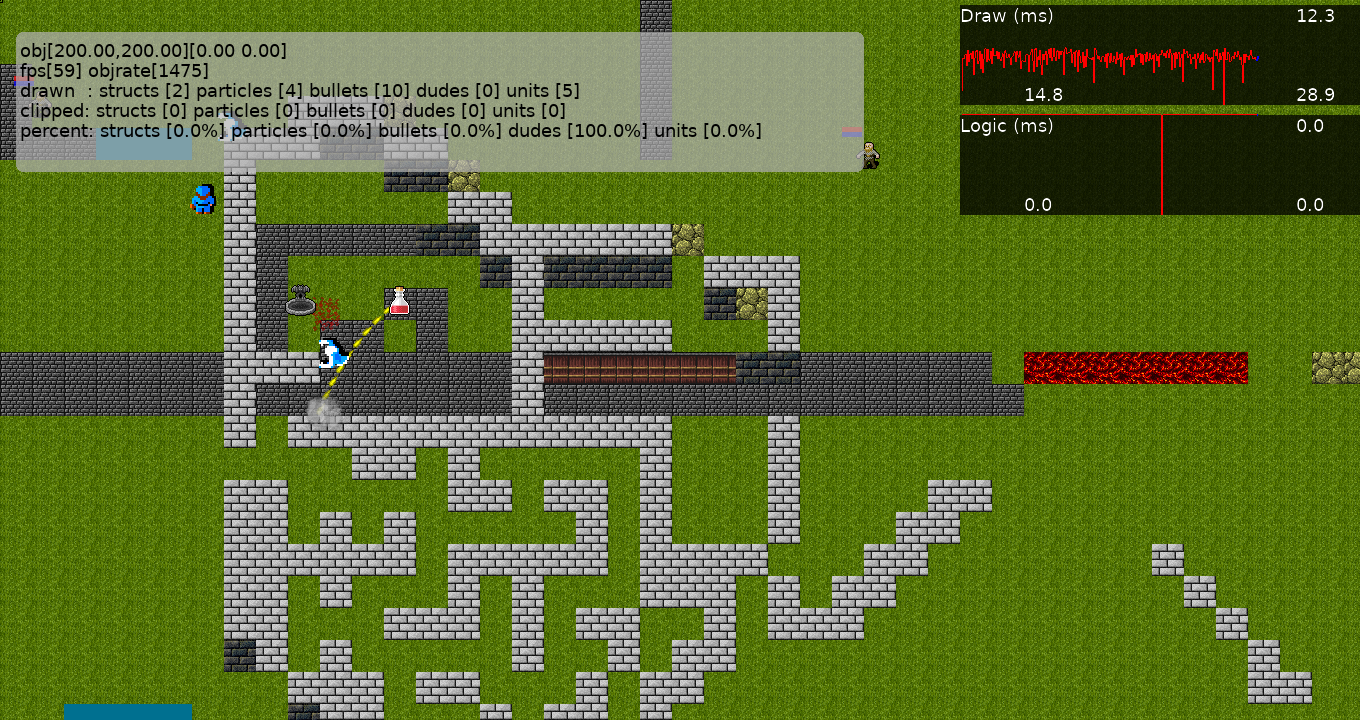 obj[200.00,200.00][0.00 0.00]
fps[59] objrate[1475]
drawn  : structs [2] particles [4] bullets [10] dudes [0] units [5]
clipped: structs [0] particles [0] bullets [0] dudes [0] units [0]
percent: structs [0.0%] particles [0.0%] bullets [0.0%] dudes [100.0%] units [0.0%]
Draw (ms) 12.3
14.8 28.9
Logic (ms) 0.0
0.0 0.0